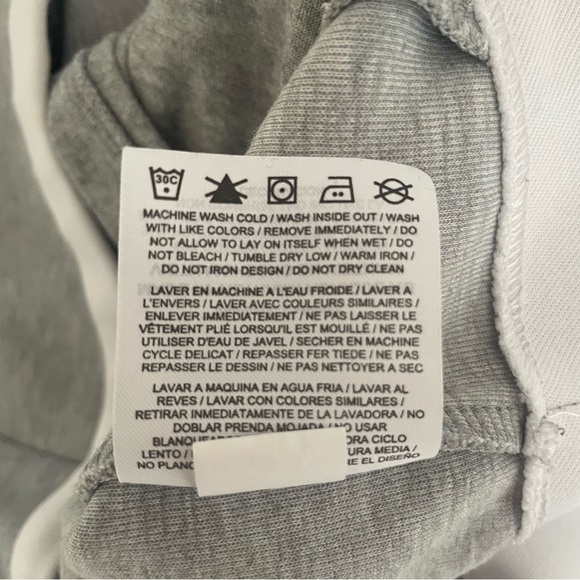 30C
MACHINE WASH COLD / WASH INSIDE OUT / WASH
WITH LIKE COLORS / REMOVE IMMEDIATELY / DO
NOT ALLOW TO LAY ON ITSELF WHEN WET / DO
NOT BLEACH / TUMBLE DRY LOW / WARM IRON /
DO NOT IRON DESIGN / DO NOT DRY CLEAN
LAVER EN MACHINE A L'EAU FROIDE / LAVER A
L'ENVERS / LAVER AVEC COULEURS SIMILAIRES /
ENLEVER IMMEDIATEMENT / NE PAS LAISSER LE
VÊTEMENT PLIÉ LORSQU'IL EST MOUILLÉ / NE PAS
UTILISER D'EAU DE JAVEL / SECHER EN MACHINE
CYCLE DELICAT / REPASSER FER TIEDE / NE PAS
REPASSER LE DESSIN / NE PAS NETTOYER A SEC
LAVAR A MAQUINA EN AGUA FRIA / LAVAR AL
REVES / LAVAR CON COLORES SIMILARES /
RETIRAR INMEDIATAMENTE DE LA LAVADORA / NO
DOBLAR PRENDA MOJADA / NO USAR
CICLO
LENTO / MEDIA /
NO EL DISEÑO